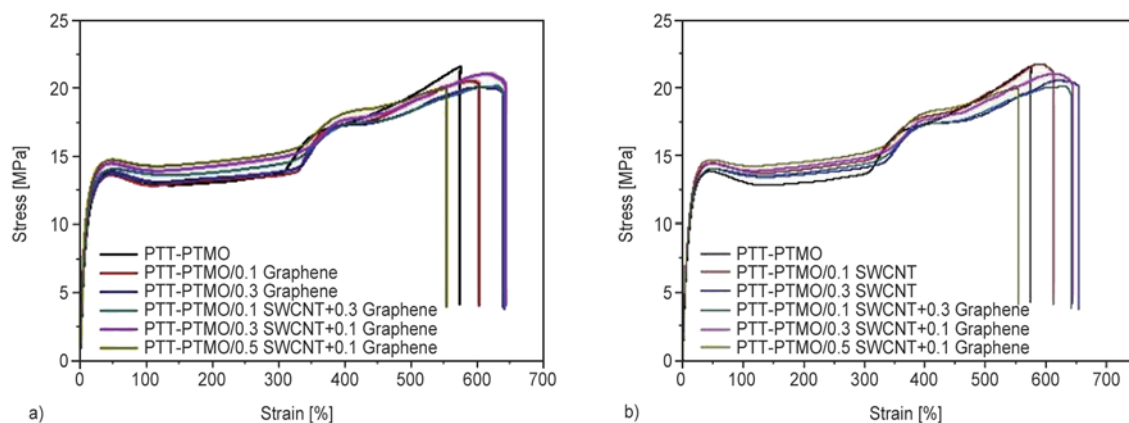 25
20
15
10
5
0
Stress [MPa]
PTT-PTMO
PTT-PTMO/0.1 Graphene
PTT-PTMO/0.3 Graphene
PTT-PTMO/0.1 SWCNT+0.3 Graphene
PTT-PTMO/0.3 SWCNT+0.1 Graphene
PTT-PTMO/0.5 SWCNT+0.1 Graphene
0 100 200 300 400 500 600 700
Strain [%]
a)
25
20
15
10
5
0
Stress [MPa]
PTT-PTMO
PTT-PTMO/0.1 SWCNT
PTT-PTMO/0.3 SWCNT
PTT-PTMO/0.1 SWCNT+0.3 Graphene
PTT-PTMO/0.3 SWCNT+0.1 Graphene
PTT-PTMO/0.5 SWCNT+0.1 Graphene
0 100 200 300 400 500 600 700
Strain [%]
b)